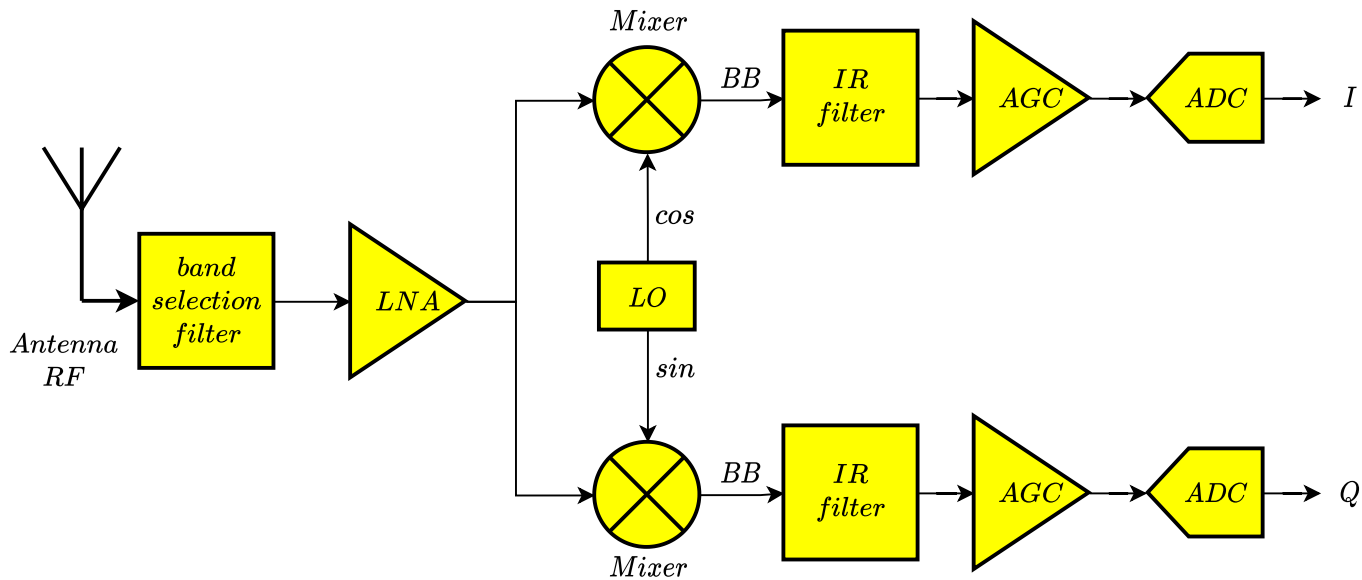 Mixer
BB
IR
filter
AGC
ADC
I
cos
band
selection
filter
LNA
LO
Antenna
RF
sin
BB
IR
filter
AGC
ADC
Q
Mixer